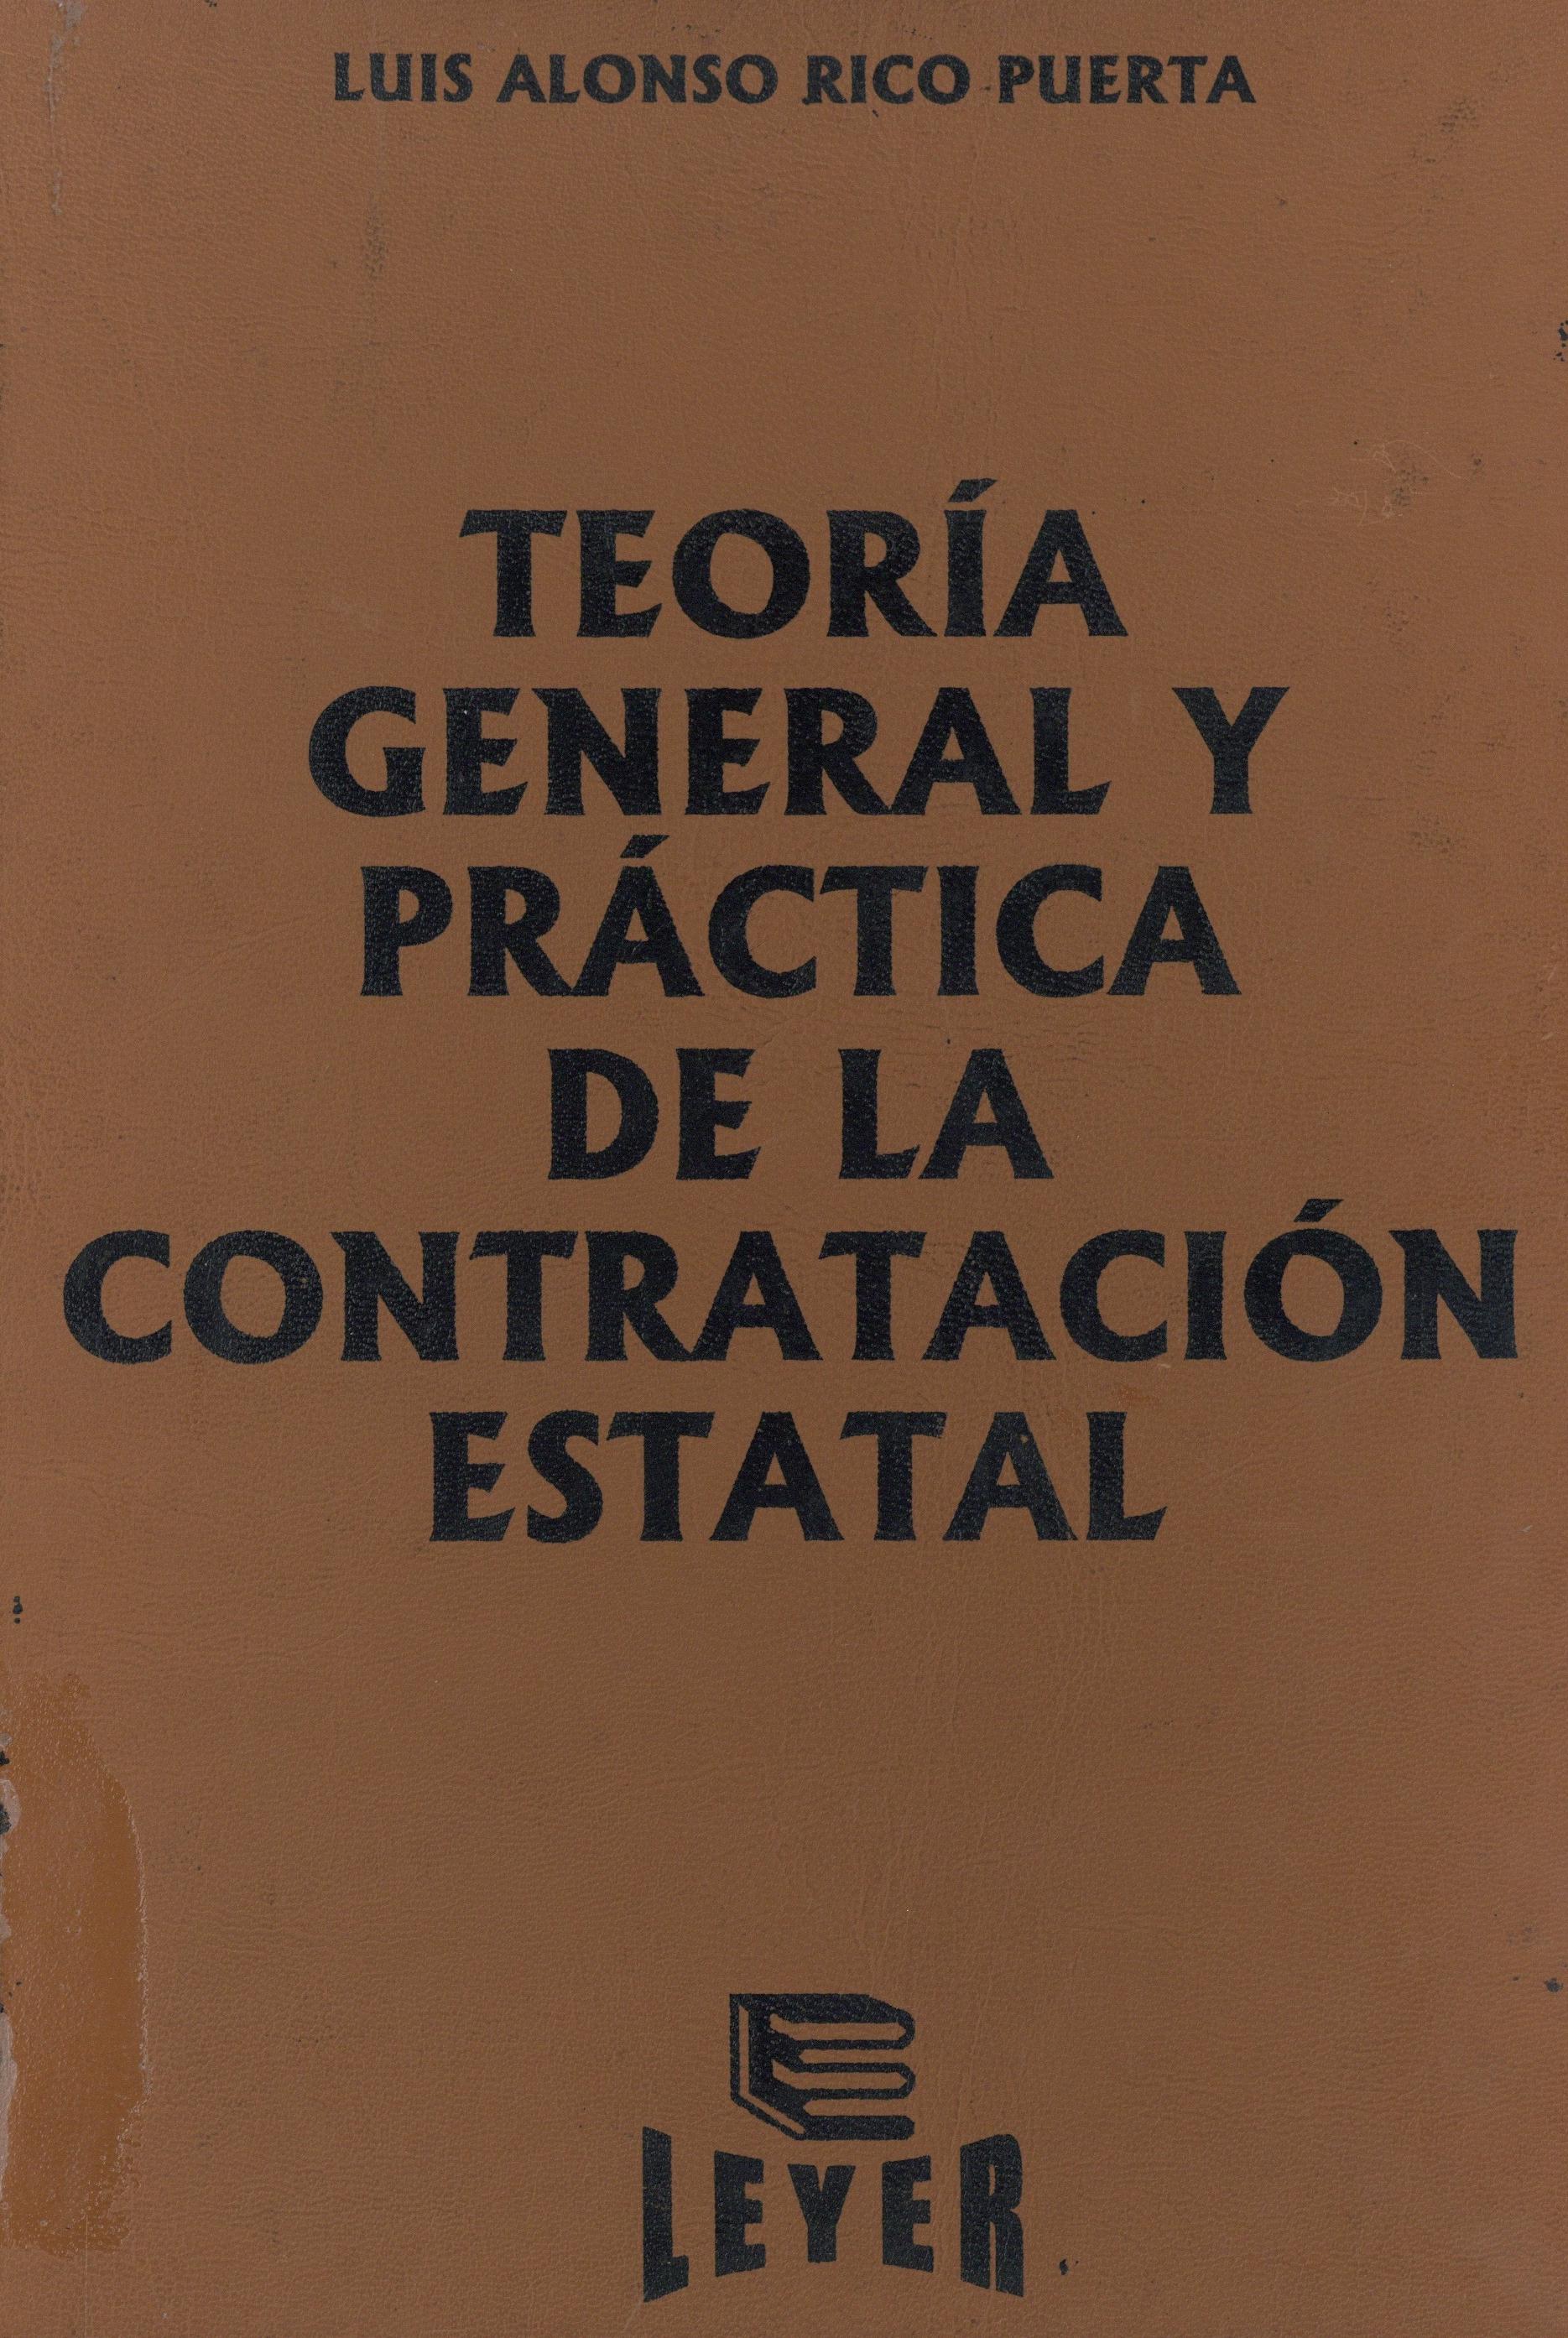 LUIS ALONSO RICO PUERTA
TEORÍA
GENERAL Y
PRÁCTICA
DE LA
CONTRATACIÓN
ESTATAL
LEYER